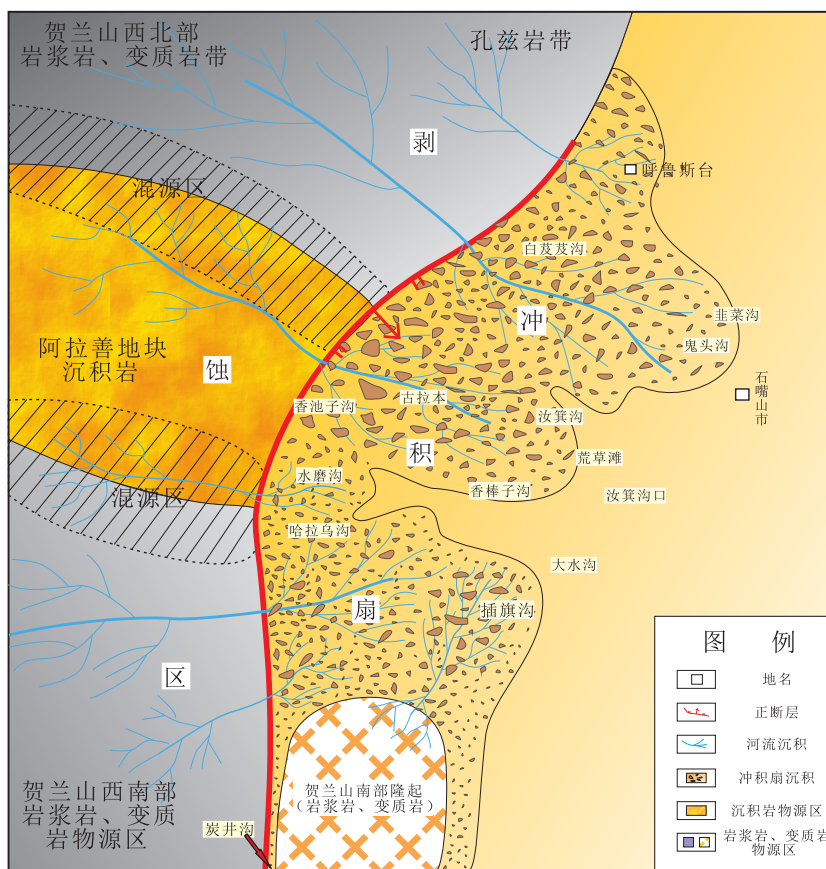 贺兰山西北部
岩浆岩、变质岩带
孔兹岩带
剥
混源区
呼鲁斯台
白芨芨沟
冲
韭菜沟
鬼头沟
阿拉善地块
沉积岩
蚀
石嘴山市
香池子沟
古拉本
汝箕沟
积
荒草滩
水磨沟
香棒子沟
汝箕沟口
混源区
哈拉乌沟
大水沟
扇
插旗沟
区
贺兰山西南部
岩浆岩、变质
岩物源区
贺兰山南部隆起
(岩浆岩、变质岩)
炭井沟
图 例
地名
正断层
河流沉积
冲积扇沉积
沉积岩物源区
岩浆岩、变质岩
物源区